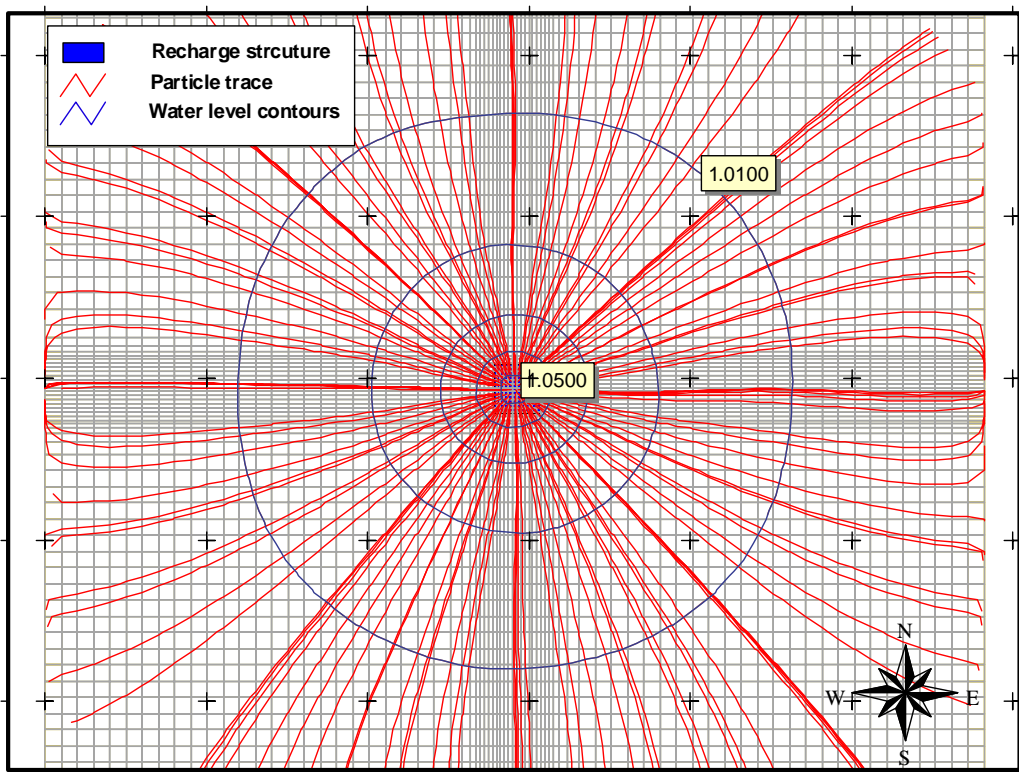 Recharge strcuture
Particle trace
Water level contours
1.0100
1.0500
N
W
E
S